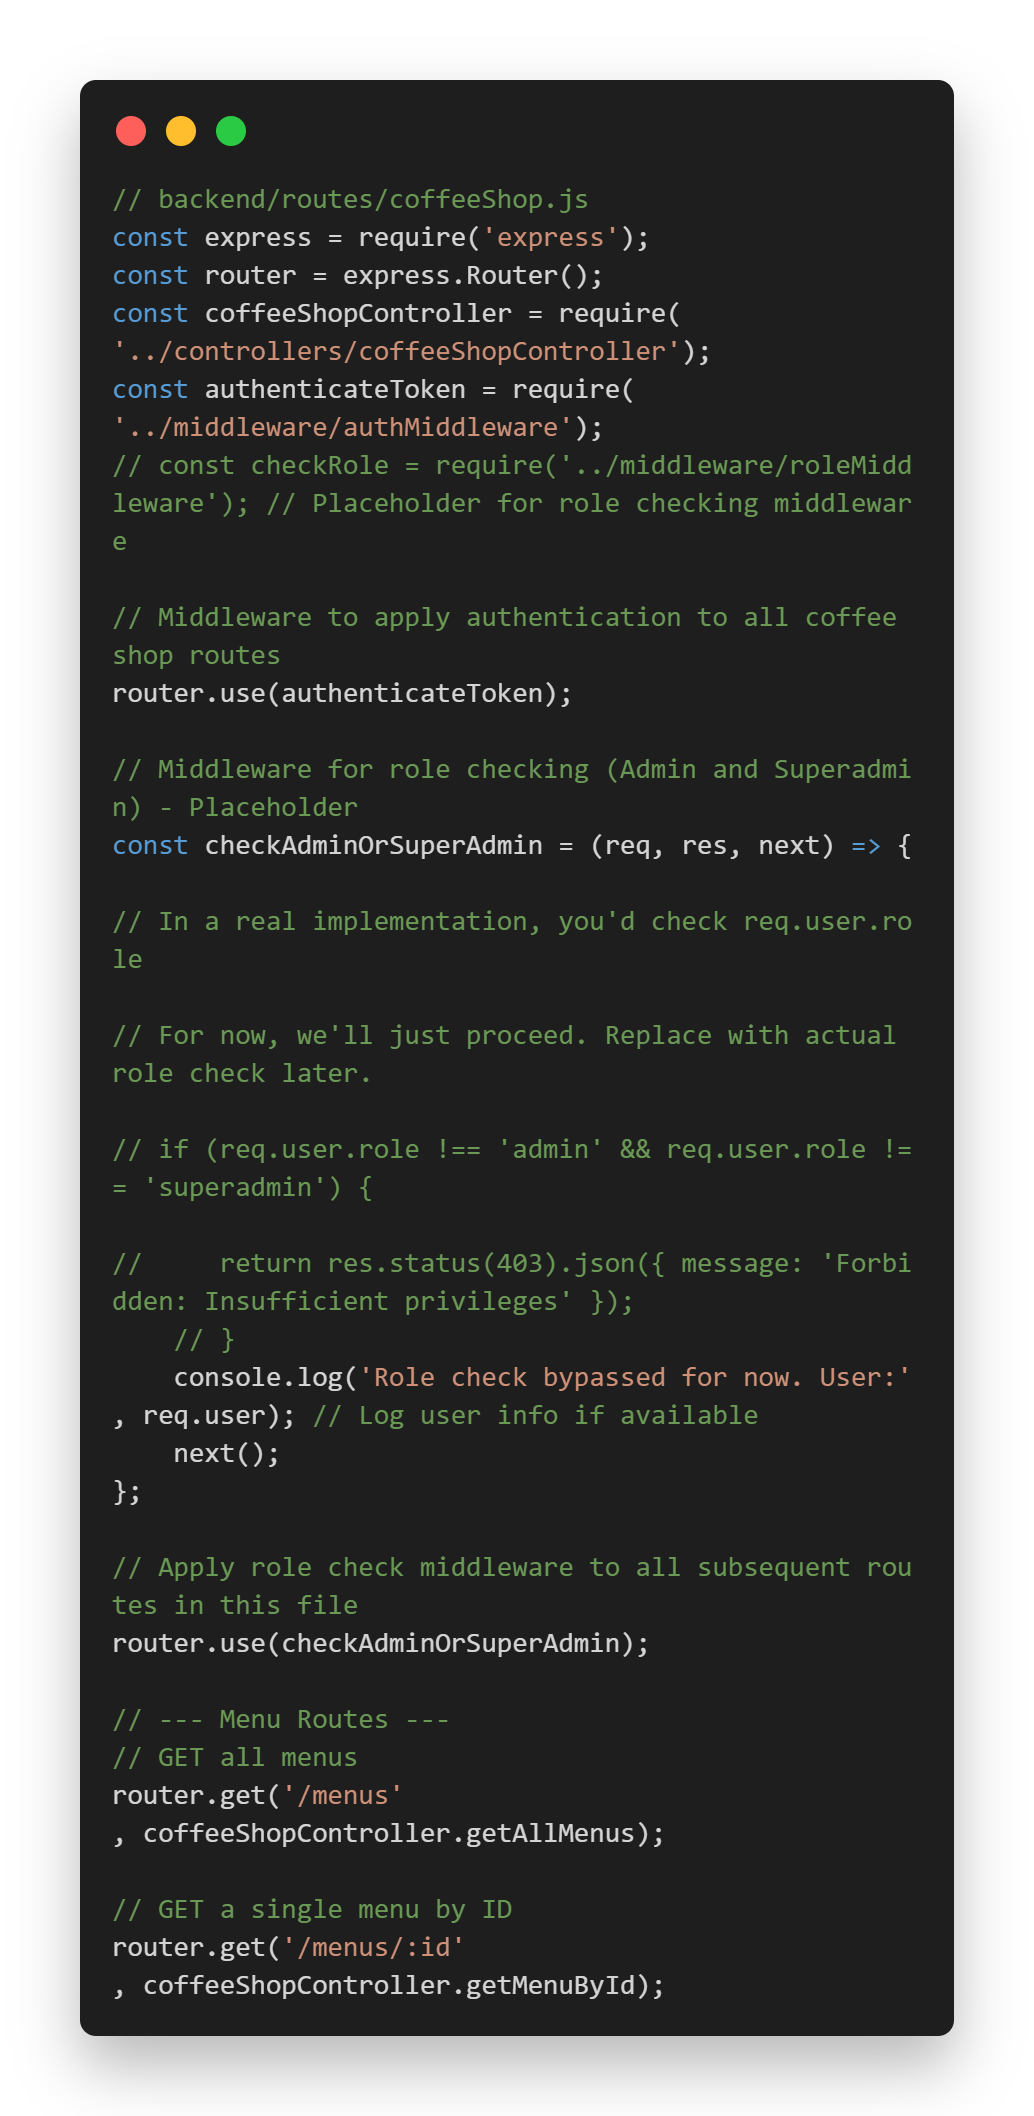 // backend/routes/coffeeShop.js
const express = require('express');
const router = express.Router();
const coffeeShopController = require(
'../controllers/coffeeShopController');
const authenticateToken = require(
'../middleware/authMiddleware');
// const checkRole = require('../middleware/roleMidd
leware'); // Placeholder for role checking middlewar
e
// Middleware to apply authentication to all coffee
shop routes
router.use(authenticateToken);
// Middleware for role checking (Admin and Superadmi
n) - Placeholder
const checkAdminOrSuperAdmin = (req, res, next) => {
// In a real implementation, you'd check req.user.ro
le
// For now, we'll just proceed. Replace with actual
role check later.
// if (req.user.role !== 'admin' && req.user.role !=
= 'superadmin') {
//     return res.status(403).json({ message: 'Forbi
dden: Insufficient privileges' });
    // }
    console.log('Role check bypassed for now. User:'
, req.user); // Log user info if available
    next();
};
// Apply role check middleware to all subsequent rou
tes in this file
router.use(checkAdminOrSuperAdmin);
// --- Menu Routes ---
// GET all menus
router.get('/menus'
, coffeeShopController.getAllMenus);
// GET a single menu by ID
router.get('/menus/:id'
, coffeeShopController.getMenuById);